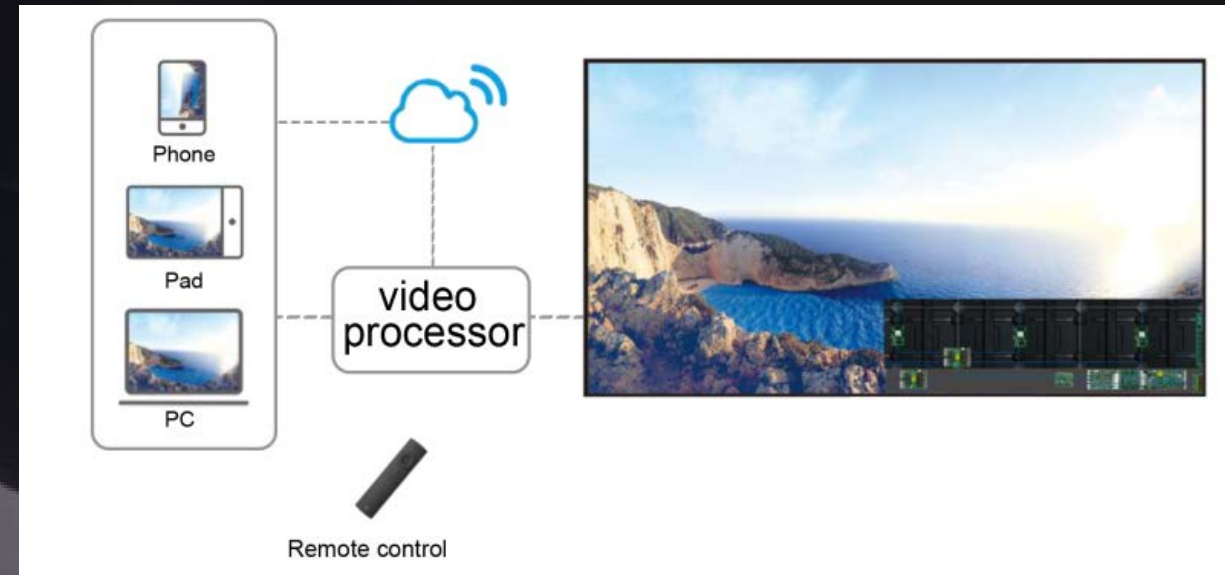 Phone
Pad
PC
video
processor
Remote control